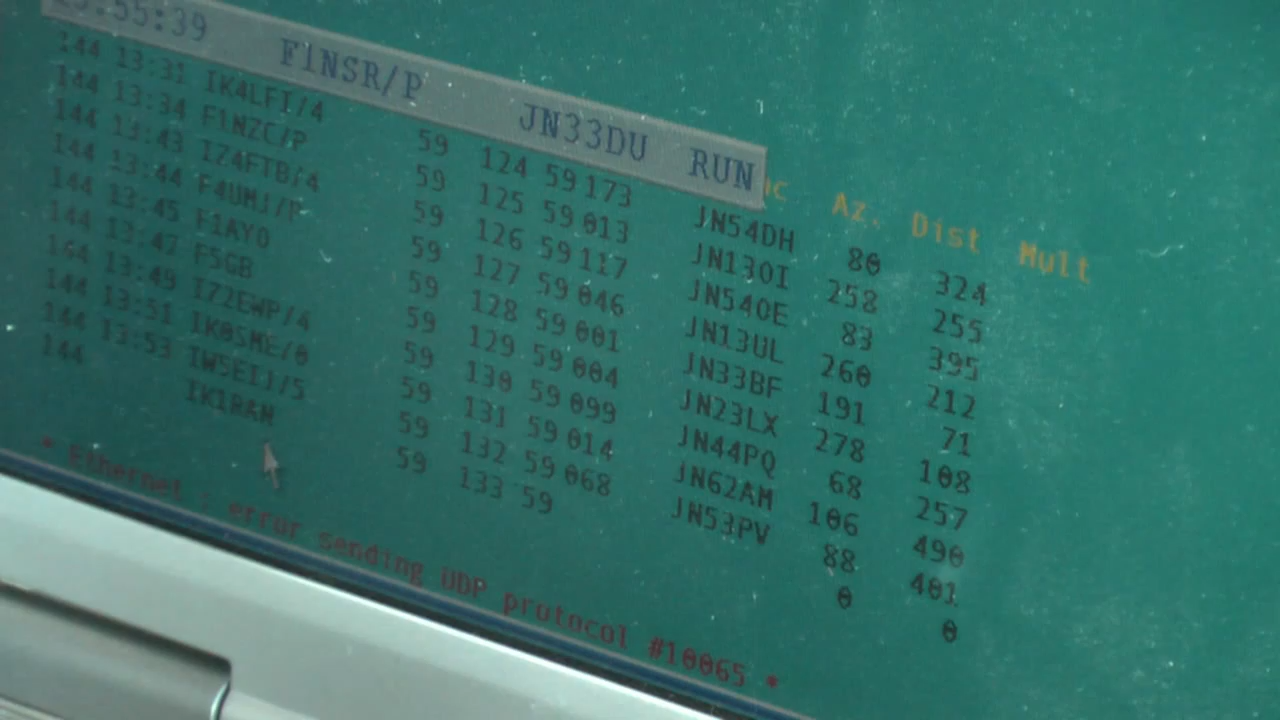 :55:39 F1NSR/P JN33DU RUN
Az. Dist Mult
144 13:31 IK4LFI/4 59 124 59 173 JN54DH 80 324
144 13:34 F1NZC/P 59 125 59 013 JN13OI 258 255
144 13:43 IZ4FTB/4 59 126 59 117 JN54OE 83 395
144 13:44 F4UMJ/P 59 127 59 046 JN13UL 260 212
144 13:45 F1AYO 59 128 59 001 JN33BF 191 71
144 13:47 F5GB 59 129 59 004 JN23LX 278 108
144 13:49 IZ2EWP/4 59 130 59 099 JN44PQ 68 257
144 13:51 IK0SME/0 59 131 59 014 JN62AM 106 490
144 13:53 IW5EIJ/5 59 132 59 068 JN53PV 88 401
144 IK1RAN 59 133 59 0 0
* Ethernet : error sending UDP protocol #10065 *